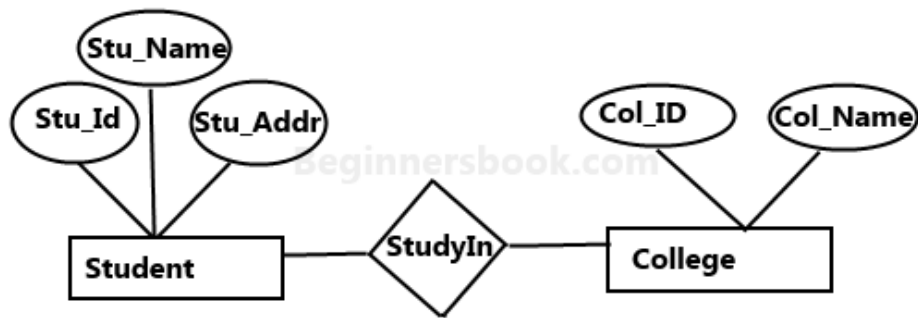 Stu_Name
Stu_Id
Stu_Addr
Col_ID
Col_Name
Beginnersbook.com
Student
StudyIn
College